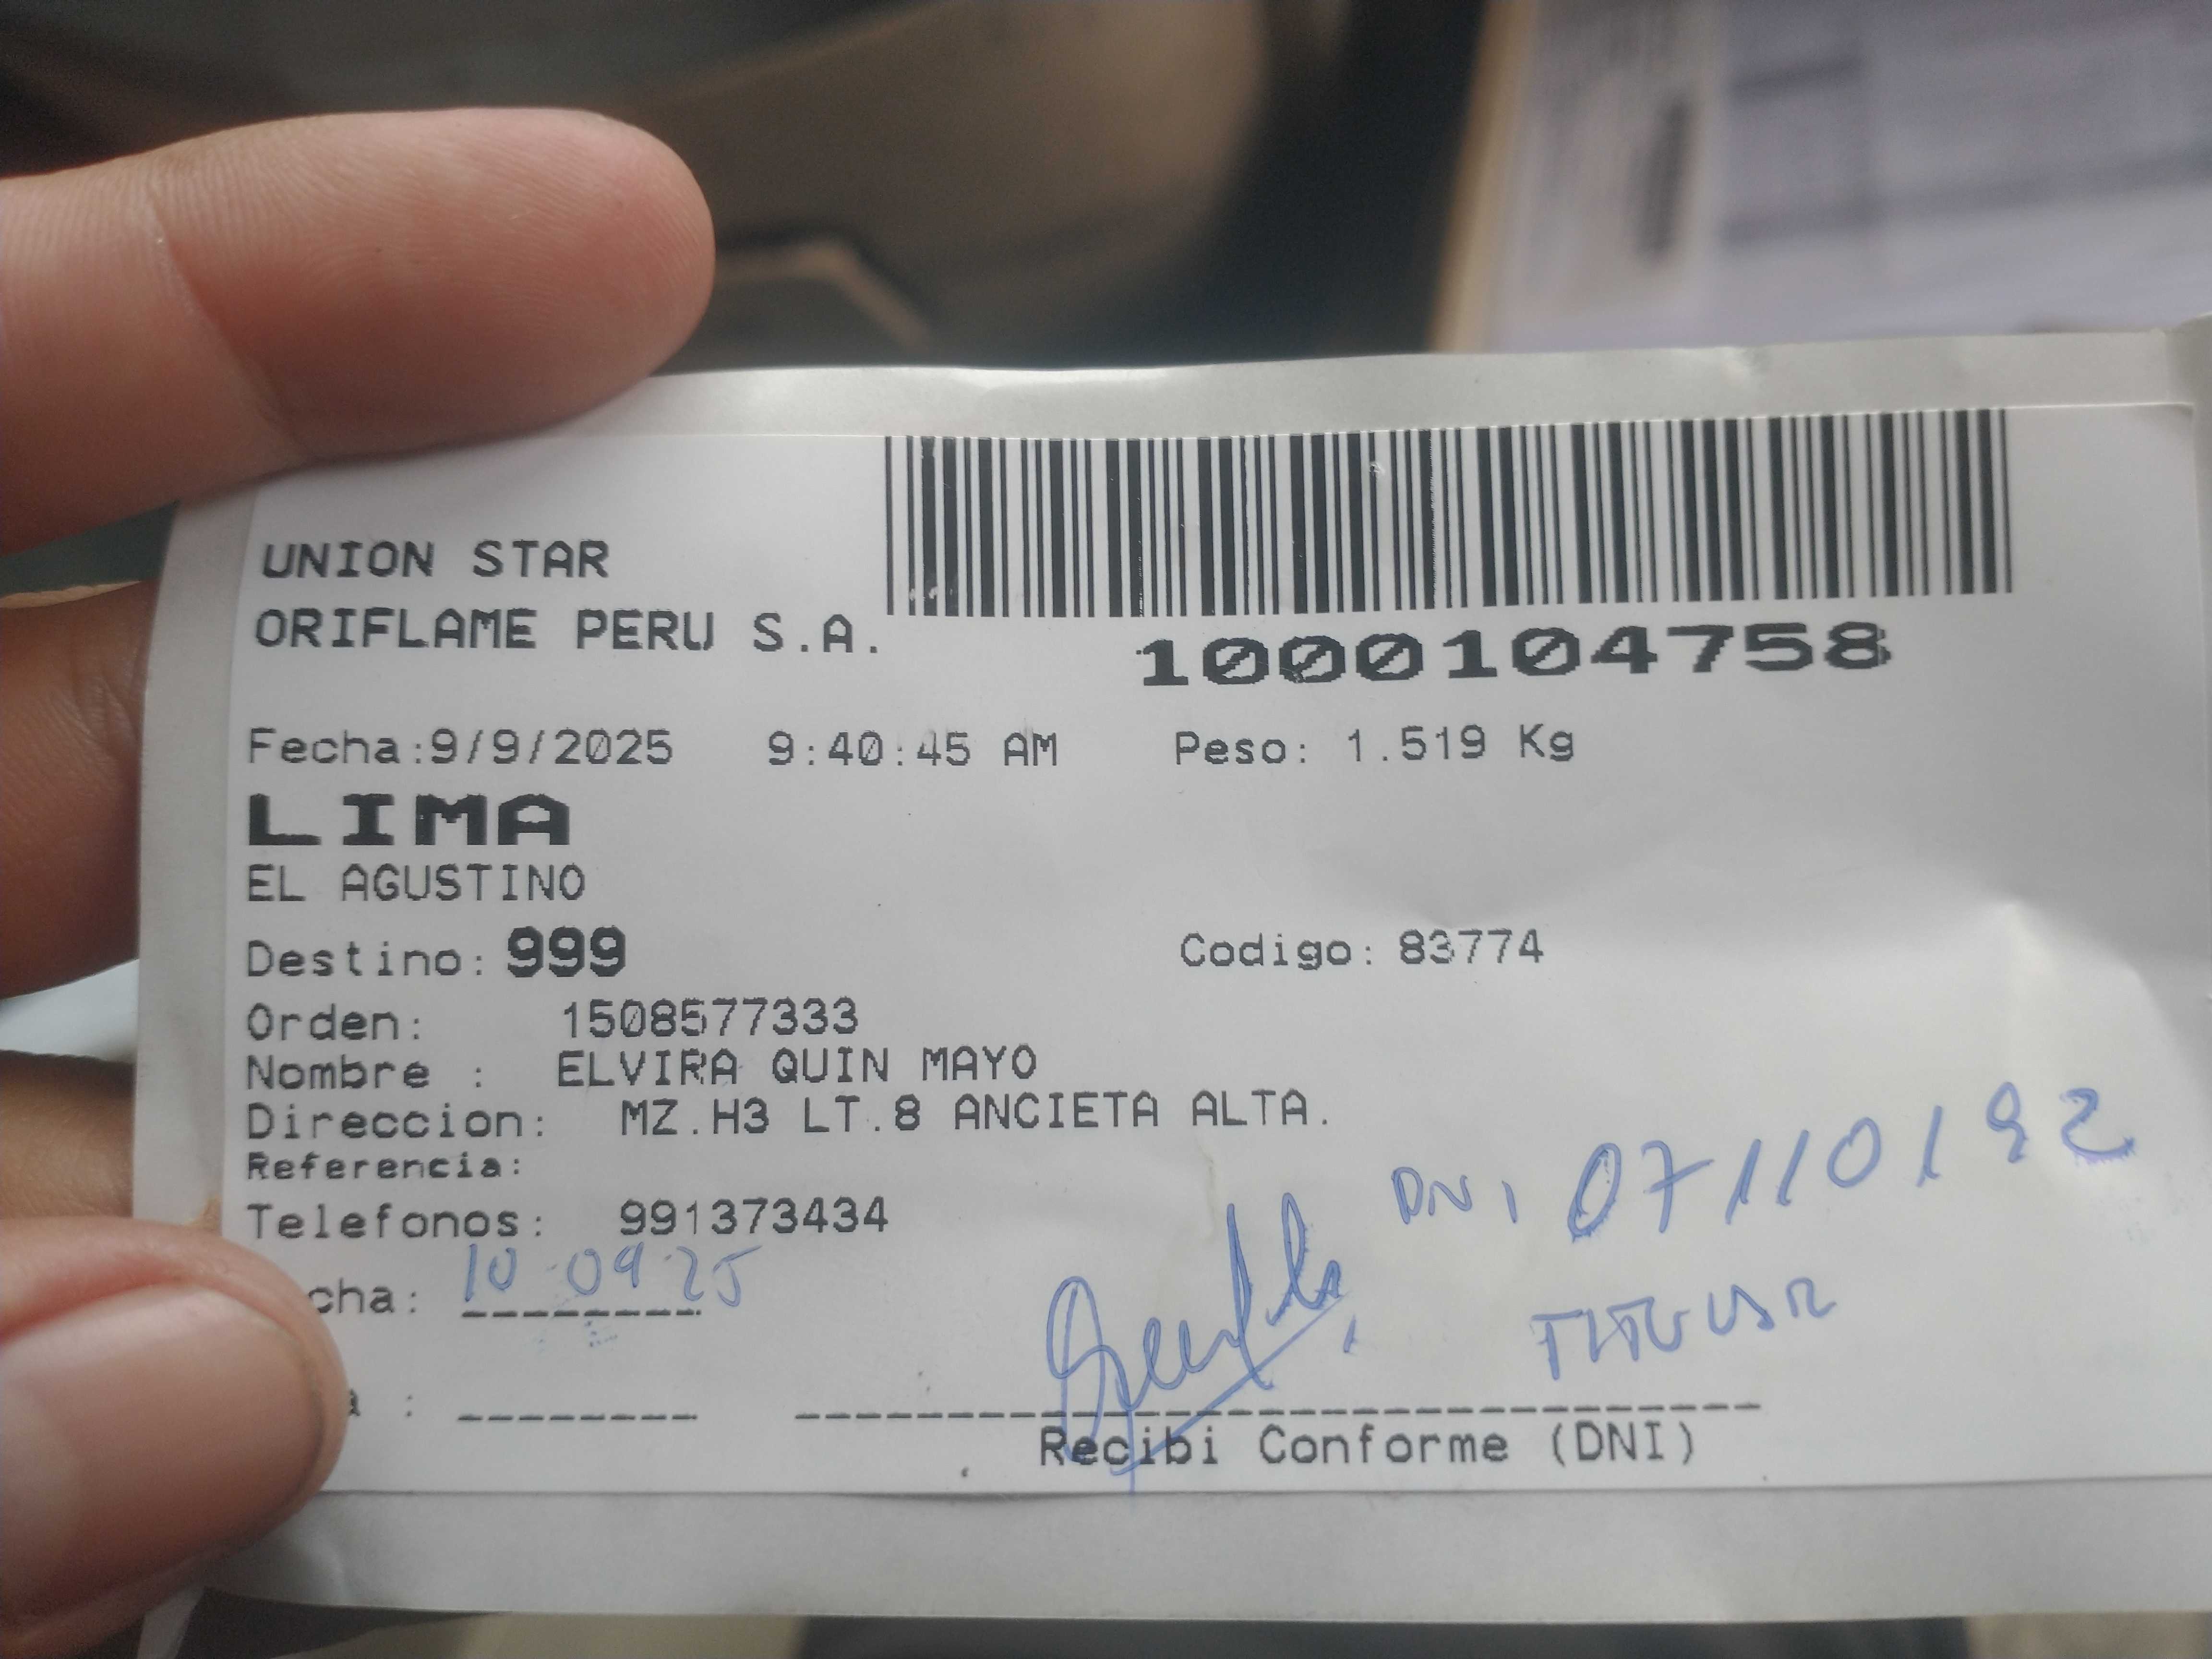 UNION STAR
ORIFLAME PERU S.A.
1000104758
Fecha:9/9/2025 9:40:45 AM Peso: 1.519 Kg
LIMA
EL AGUSTINO
Destino: 999 Codigo: 83774
Orden: 1508577333
Nombre : ELVIRA QUIN MAYO
Direccion: MZ.H3 LT.8 ANCIETA ALTA.
Referencia:
DNI 07110192
Telefonos: 991373434
cha: 10 09 25
TITULAR
a :
Recibi Conforme (DNI)